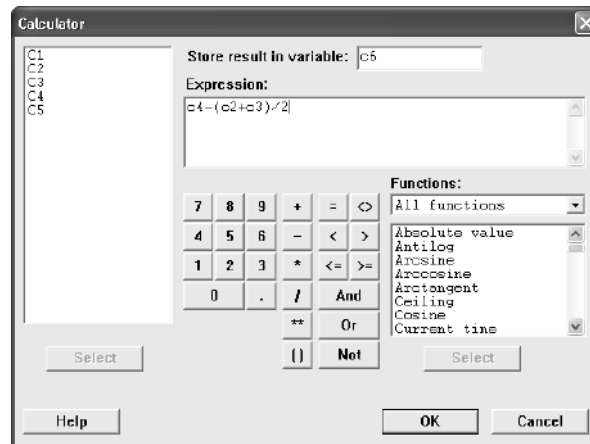 Calculator
C1
C2
C3
C4
C5
Store result in variable: c6
Expression:
c4-(c2+c3)/2
Functions:
All functions
7 8 9 + = <>
4 5 6 - < >
1 2 3 * <= >=
0 . / And
** Or
() Not
Absolute value
Antilog
Arcsine
Arccosine
Arctangent
Ceiling
Cosine
Current time
Select
Select
Help
OK
Cancel